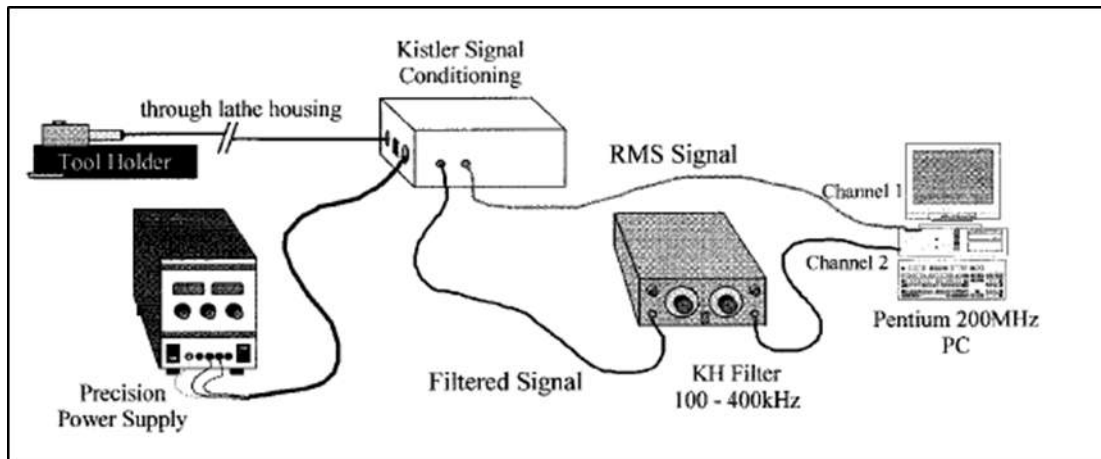 Kistler Signal
Conditioning
through lathe housing
Tool Holder
RMS Signal
Channel 1
Channel 2
Pentium 200MHz
PC
Filtered Signal
KH Filter
100 - 400kHz
Precision
Power Supply